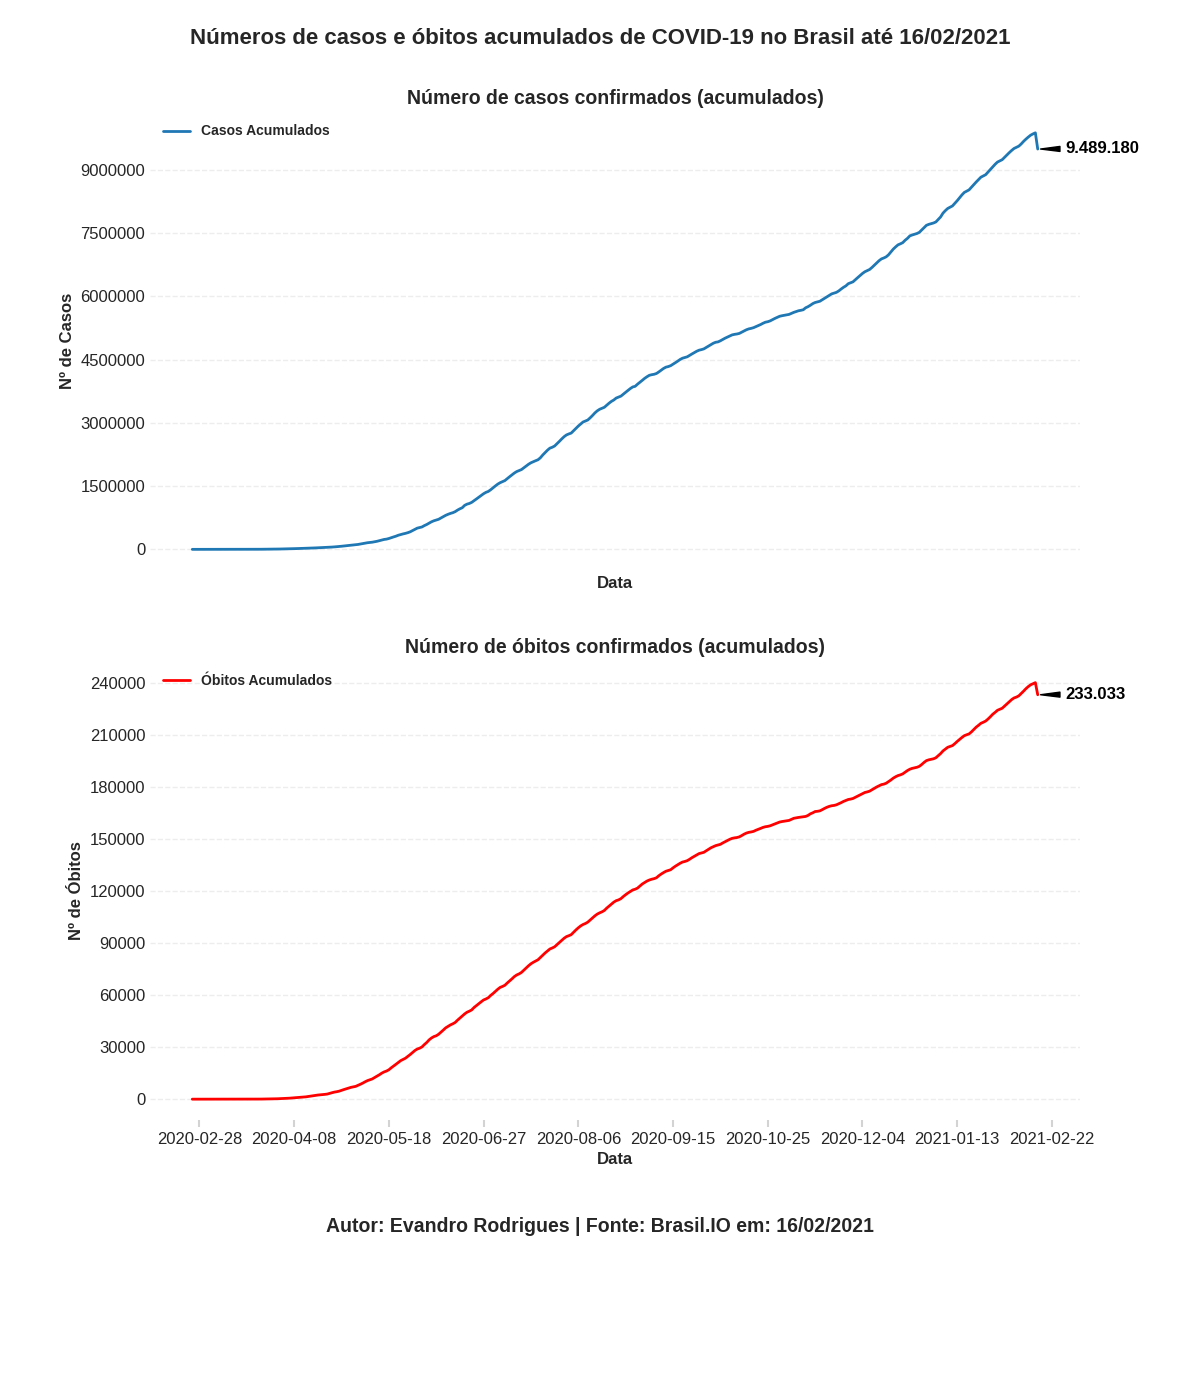 Números de casos e óbitos acumulados de COVID-19 no Brasil até 16/02/2021
Número de casos confirmados (acumulados)
Casos Acumulados
9.489.180
9000000
7500000
6000000
4500000
3000000
1500000
0
Nº de Casos
Data
Número de óbitos confirmados (acumulados)
Óbitos Acumulados
233.033
240000
210000
180000
150000
120000
90000
60000
30000
0
Nº de Óbitos
2020-02-28 2020-04-08 2020-05-18 2020-06-27 2020-08-06 2020-09-15 2020-10-25 2020-12-04 2021-01-13 2021-02-22
Data
Autor: Evandro Rodrigues | Fonte: Brasil.IO em: 16/02/2021